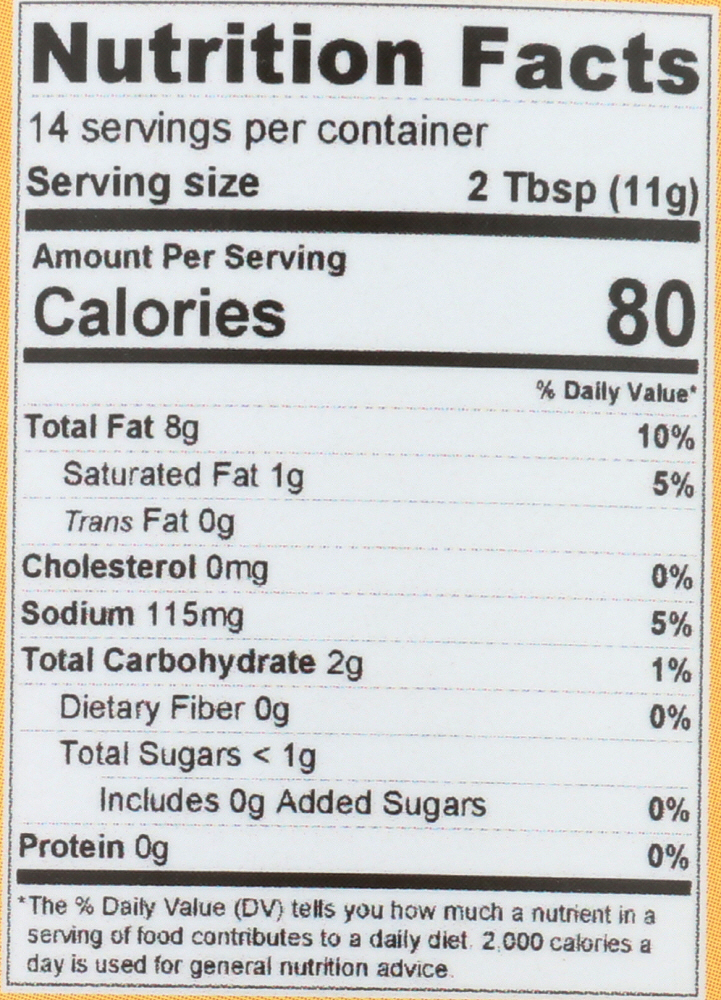 Nutrition Facts
14 servings per container
Serving size 2 Tbsp (11g)
Amount Per Serving
Calories 80
% Daily Value*
Total Fat 8g 10%
Saturated Fat 1g 5%
Trans Fat 0g
Cholesterol 0mg 0%
Sodium 115mg 5%
Total Carbohydrate 2g 1%
Dietary Fiber 0g 0%
Total Sugars < 1g
Includes 0g Added Sugars 0%
Protein 0g 0%
*The % Daily Value (DV) tells you how much a nutrient in a
serving of food contributes to a daily diet. 2,000 calories a
day is used for general nutrition advice.